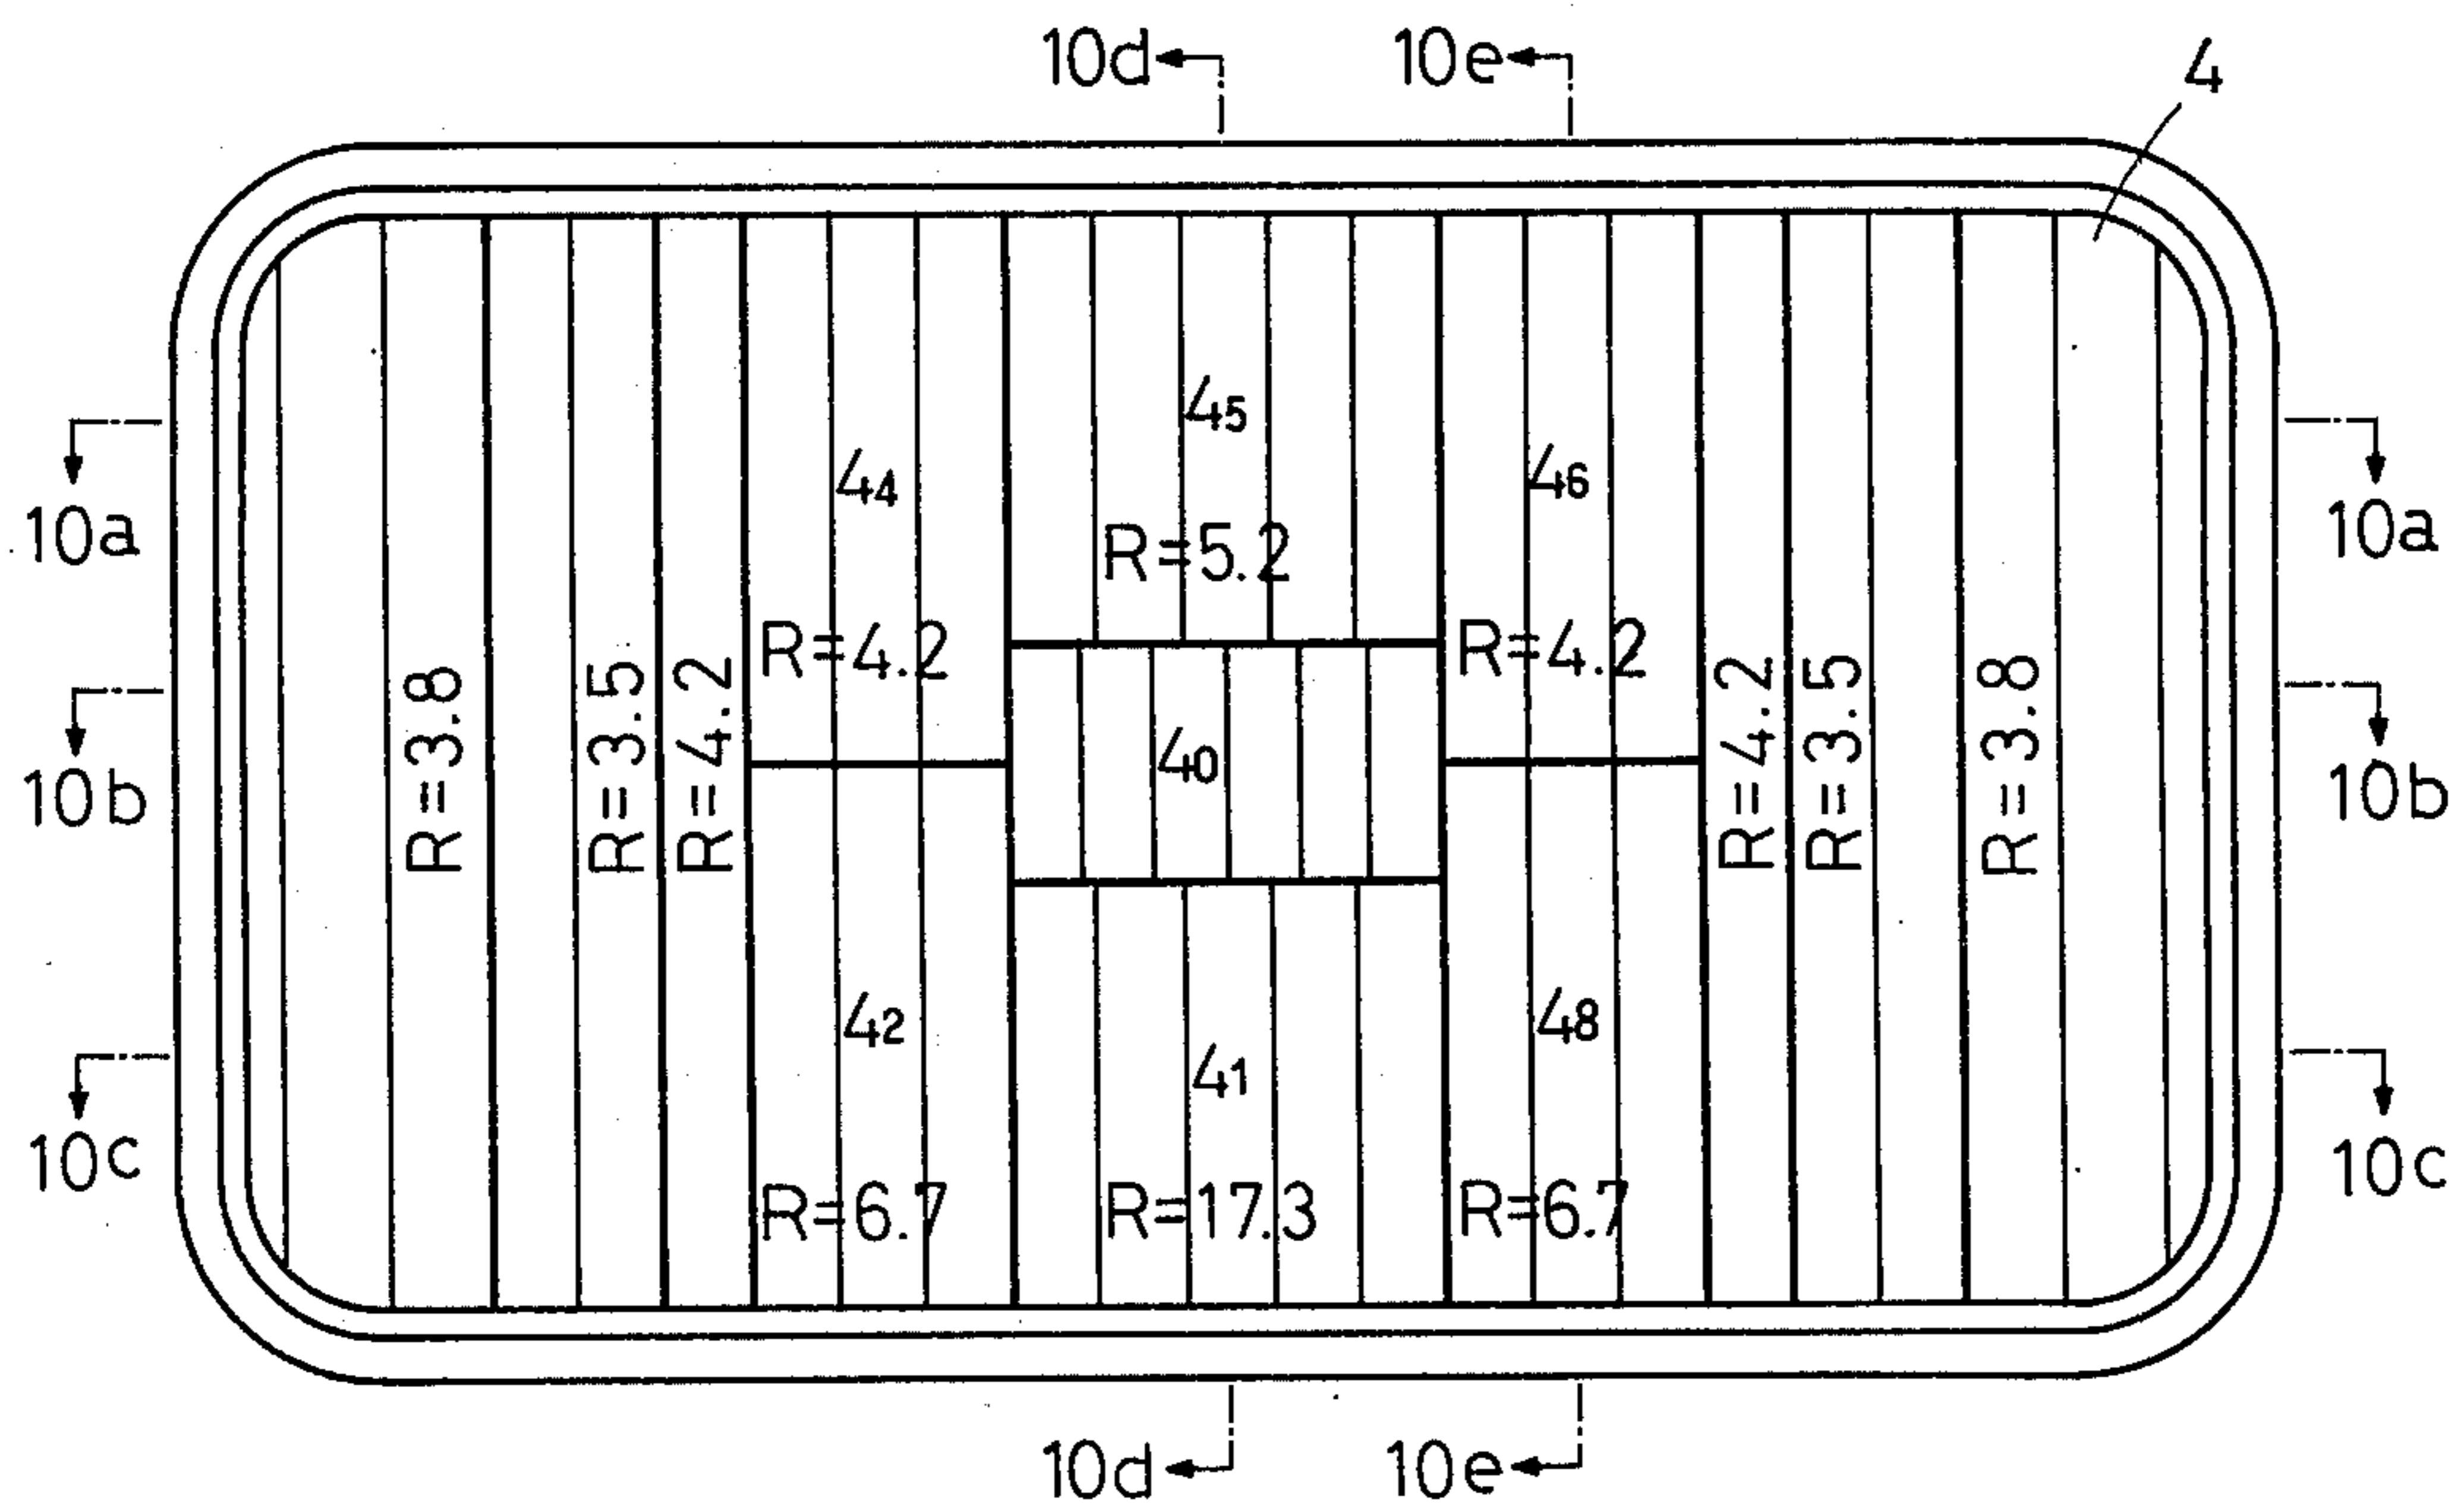 10d 10e 4
45
44 46
10a 10a
R=5.2
R=4.2 R=4.2
R=3.8 R=3.5 R=4.2 40 R=4.2 R=3.5 R=3.8
10b 10b
42 48
41
10c 10c
R=6.7 R=17.3 R=6.7
10d 10e